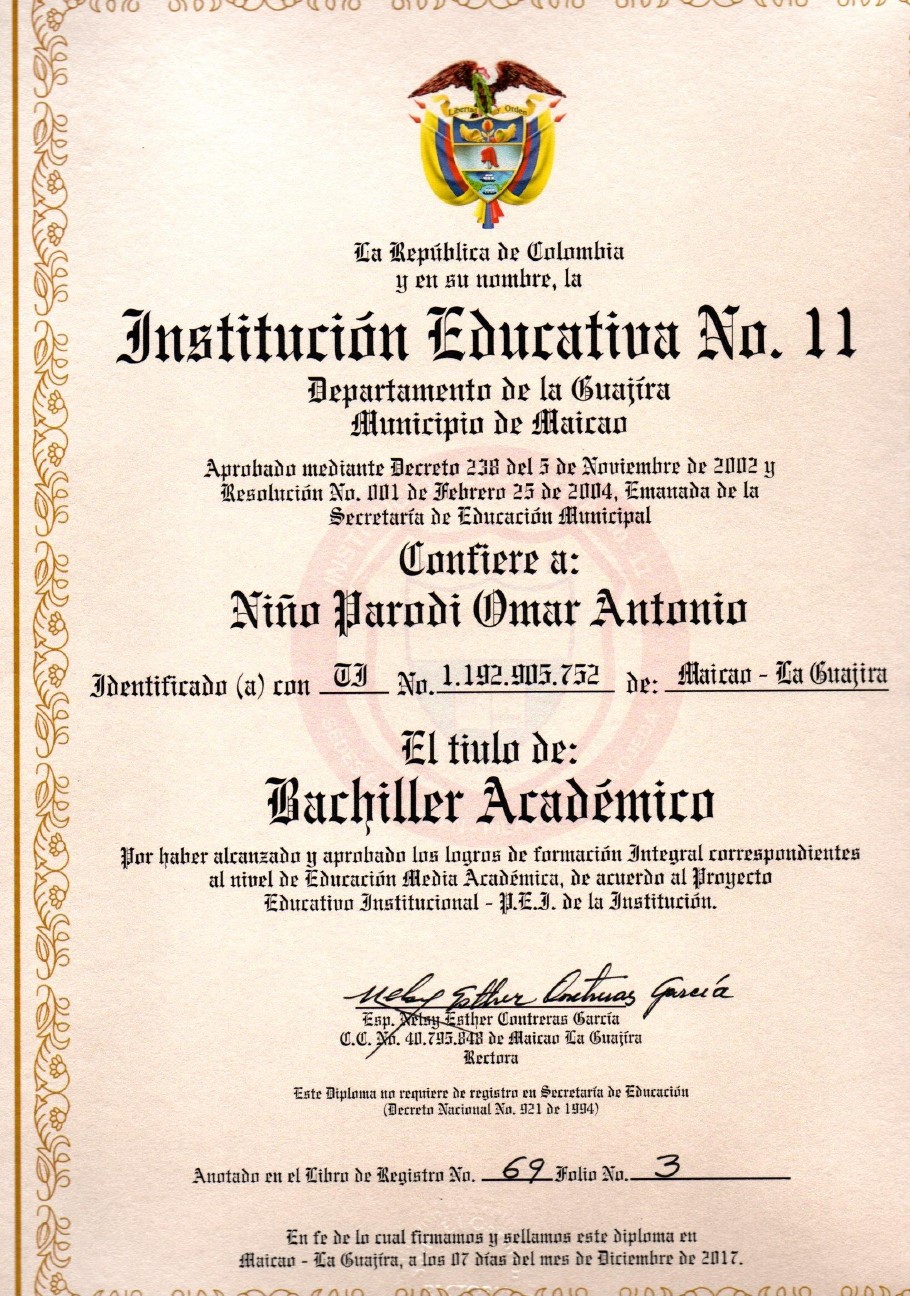 Libertad y Orden
La República de Colombia
y en su nombre, la
Institución Educativa No. 11
Departamento de la Guajíra
Municipio de Maicao
Aprobado mediante Decreto 238 del 5 de Noviembre de 2002 y
Resolución No. 001 de Febrero 25 de 2004, Emanada de la
Secretaría de Educación Municipal
Confiere a:
Niño Parodi Omar Antonio
Identificado (a) con TI No. 1.192.905.752 de: Maicao - La Guajira
El tiulo de:
Bachiller Académico
Por haber alcanzado y aprobado los logros de formación Integral correspondientes
al nivel de Educación Media Académica, de acuerdo al Proyecto
Educativo Institucional - P.E.I. de la Institución.
Nelsy Esther Contreras García
Esp. Nelsy Esther Contreras García
C.C. No. 40.795.848 de Maicao La Guajíra
Rectora
Este Diploma no requiere de registro en Secretaría de Educación
(Decreto Nacional No. 921 de 1994)
Anotado en el Libro de Registro No. 69 Folio No. 3
En fe de lo cual firmamos y sellamos este diploma en
Maicao - La Guajíra, a los 07 días del mes de Diciembre de 2017.